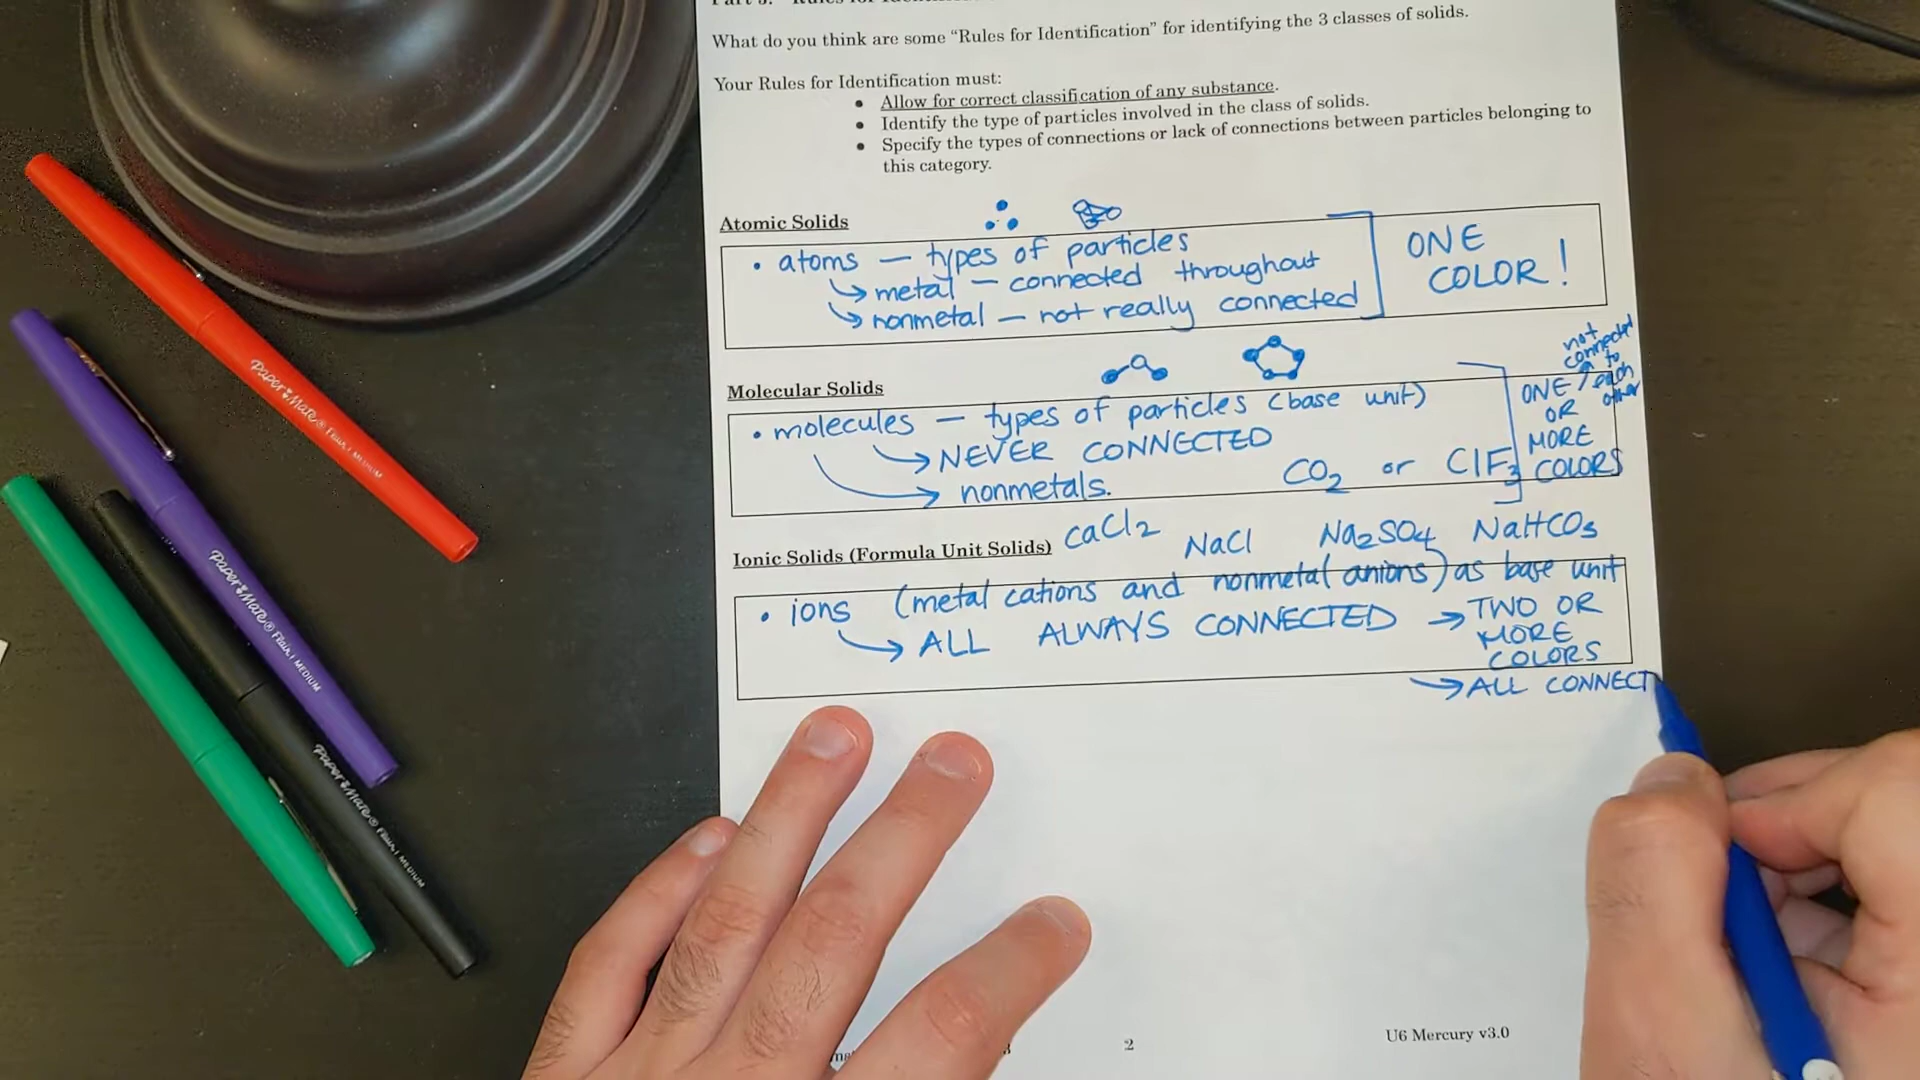 What do you think are some “Rules for Identification” for identifying the 3 classes of solids.
Your Rules for Identification must:
• Allow for correct classification of any substance.
• Identify the type of particles involved in the class of solids.
• Specify the types of connections or lack of connections between particles belonging to
this category.
Atomic Solids
• atoms — types of particles
↳ metal — connected throughout
↳ nonmetal — not really connected
ONE
COLOR!
Molecular Solids
• molecules — types of particles (base unit)
→ NEVER CONNECTED
→ nonmetals.
CO2 or ClF3
ONE
OR
MORE
COLORS
not
connected
to
each
other
Ionic Solids (Formula Unit Solids)
CaCl2 NaCl Na2SO4 NaHCO3
• ions (metal cations and nonmetal anions) as base unit
→ ALL ALWAYS CONNECTED → TWO OR
MORE
COLORS
→ ALL CONNECT
2
U6 Mercury v3.0
Paper Mate® Flair. | MEDIUM
Paper Mate® Flair. | MEDIUM
Paper Mate® Flair. | MEDIUM